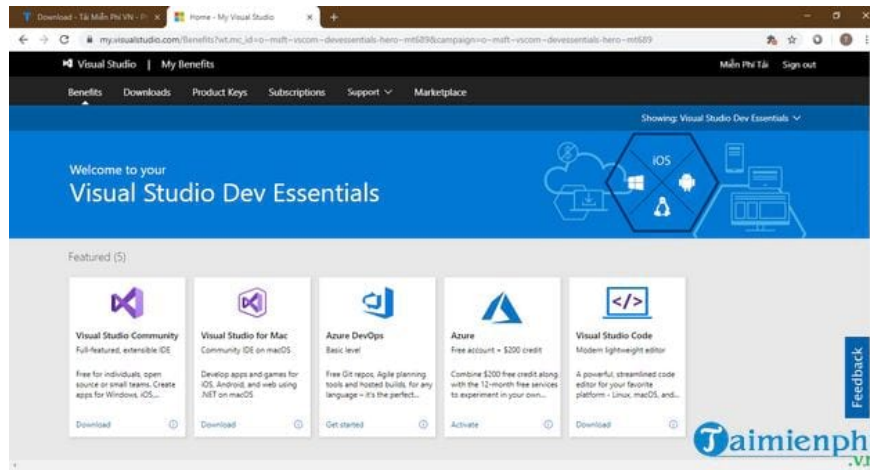 Download - Tải Miễn Phí VN - Ph
Home - My Visual Studio
my.visualstudio.com/Benefits?wt.mc_id=o~msft~vscom~devessentials-hero~mt689&campaign=o~msft~vscom~devessentials-hero~mt689
Visual Studio | My Benefits
Miễn Phí Tải Sign out
Benefits Downloads Product Keys Subscriptions Support Marketplace
Showing: Visual Studio Dev Essentials
Welcome to your
Visual Studio Dev Essentials
iOS
Featured (5)
Visual Studio Community
Full-featured, extensible IDE
Free for individuals, open
source or small teams. Create
apps for Windows, iOS,...
Download
Visual Studio for Mac
Community IDE on macOS
Develop apps and games for
iOS, Android, and web using
.NET on macOS
Download
Azure DevOps
Basic level
Free Git repos, Agile planning
tools and hosted builds, for any
language – it's the perfect...
Get started
Azure
Free account + $200 credit
Combine $200 free credit along
with the 12-month free services
to experiment in your own...
Activate
</>
Visual Studio Code
Modern lightweight editor
A powerful, streamlined code
editor for your favorite
platform - Linux, macOS, and...
Download
Feedback
Taimienph
.vn